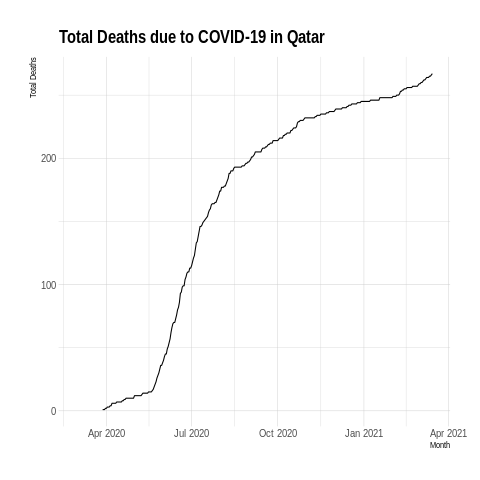 Total Deaths due to COVID-19 in Qatar
Total Deaths
200
100
0
Apr 2020 Jul 2020 Oct 2020 Jan 2021 Apr 2021
Month